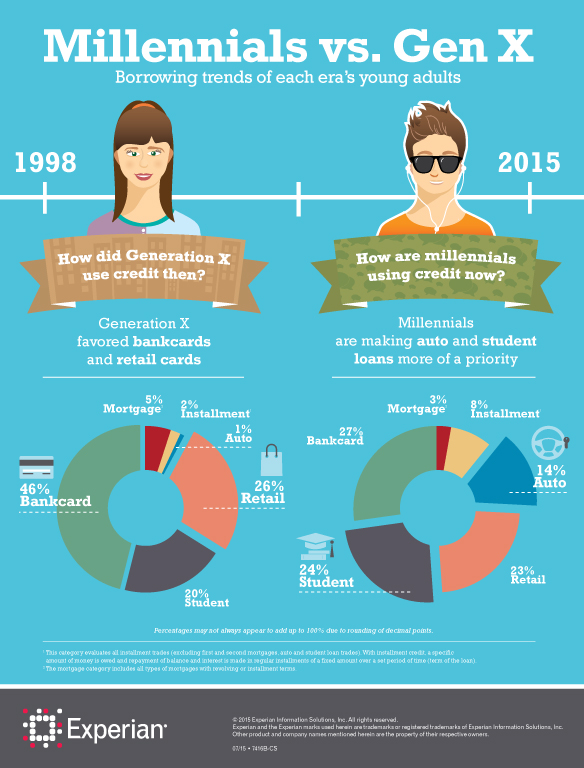 Millennials vs. Gen X
Borrowing trends of each era's young adults
1998
2015
How did Generation X
use credit then?
How are millennials
using credit now?
Generation X
favored bankcards
and retail cards
Millennials
are making auto and student
loans more of a priority
5%
Mortgage²
2%
Installment¹
1%
Auto
26%
Retail
20%
Student
46%
Bankcard
3%
Mortgage²
8%
Installment¹
14%
Auto
23%
Retail
24%
Student
27%
Bankcard
Percentages may not always appear to add up to 100% due to rounding of decimal points.
¹ This category evaluates all installment trades (excluding first and second mortgages, auto and student loan trades). With installment credit, a specific
amount of money is owed and repayment of balance and interest is made in regular installments of a fixed amount over a set period of time (term of the loan).
² The mortgage category includes all types of mortgages with revolving or installment terms
Experian
© 2015 Experian Information Solutions, Inc. All rights reserved.
Experian and the Experian marks used herein are trademarks or registered trademarks of Experian Information Solutions, Inc.
Other product and company names mentioned herein are the property of their respective owners.
07/15 • 7416B-CS